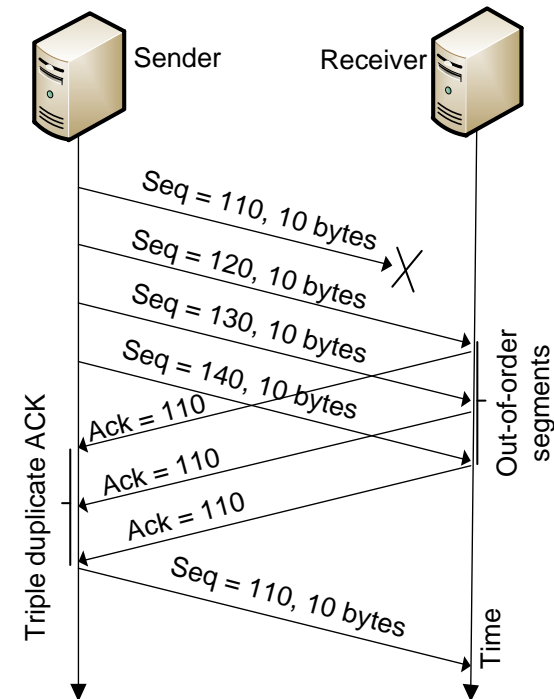 Sender
Receiver
Seq = 110, 10 bytes
Seq = 120, 10 bytes
Seq = 130, 10 bytes
Seq = 140, 10 bytes
Out-of-order
segments
Ack = 110
Ack = 110
Ack = 110
Triple duplicate ACK
Seq = 110, 10 bytes
Time